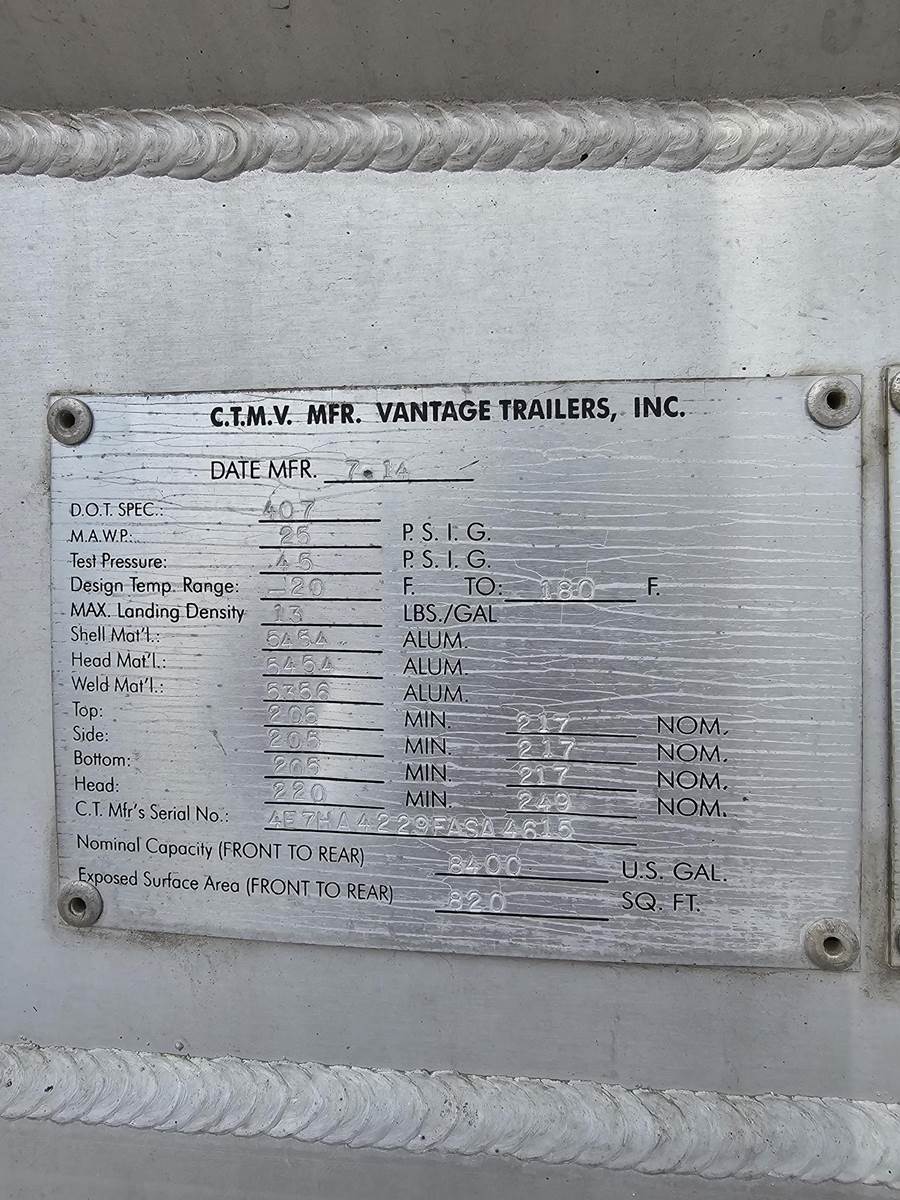 C.T.M.V. MFR. VANTAGE TRAILERS, INC.
DATE MFR. 7.14
D.O.T. SPEC.: 407
M.A.W.P.: 25 P.S.I.G.
Test Pressure: 45 P.S.I.G.
Design Temp. Range: -20 F. TO: 180 F.
MAX. Landing Density 13 LBS./GAL
Shell Mat'l.: 5454 ALUM.
Head Mat'l.: 5454 ALUM.
Weld Mat'l.: 5356 ALUM.
Top: 205 MIN. 217 NOM.
Side: 205 MIN. 217 NOM.
Bottom: 205 MIN. 217 NOM.
Head: 220 MIN. 249 NOM.
C.T. Mfr's Serial No.: 4E7HA4229FASA4615
Nominal Capacity (FRONT TO REAR) 8400 U.S. GAL.
Exposed Surface Area (FRONT TO REAR) 820 SQ. FT.